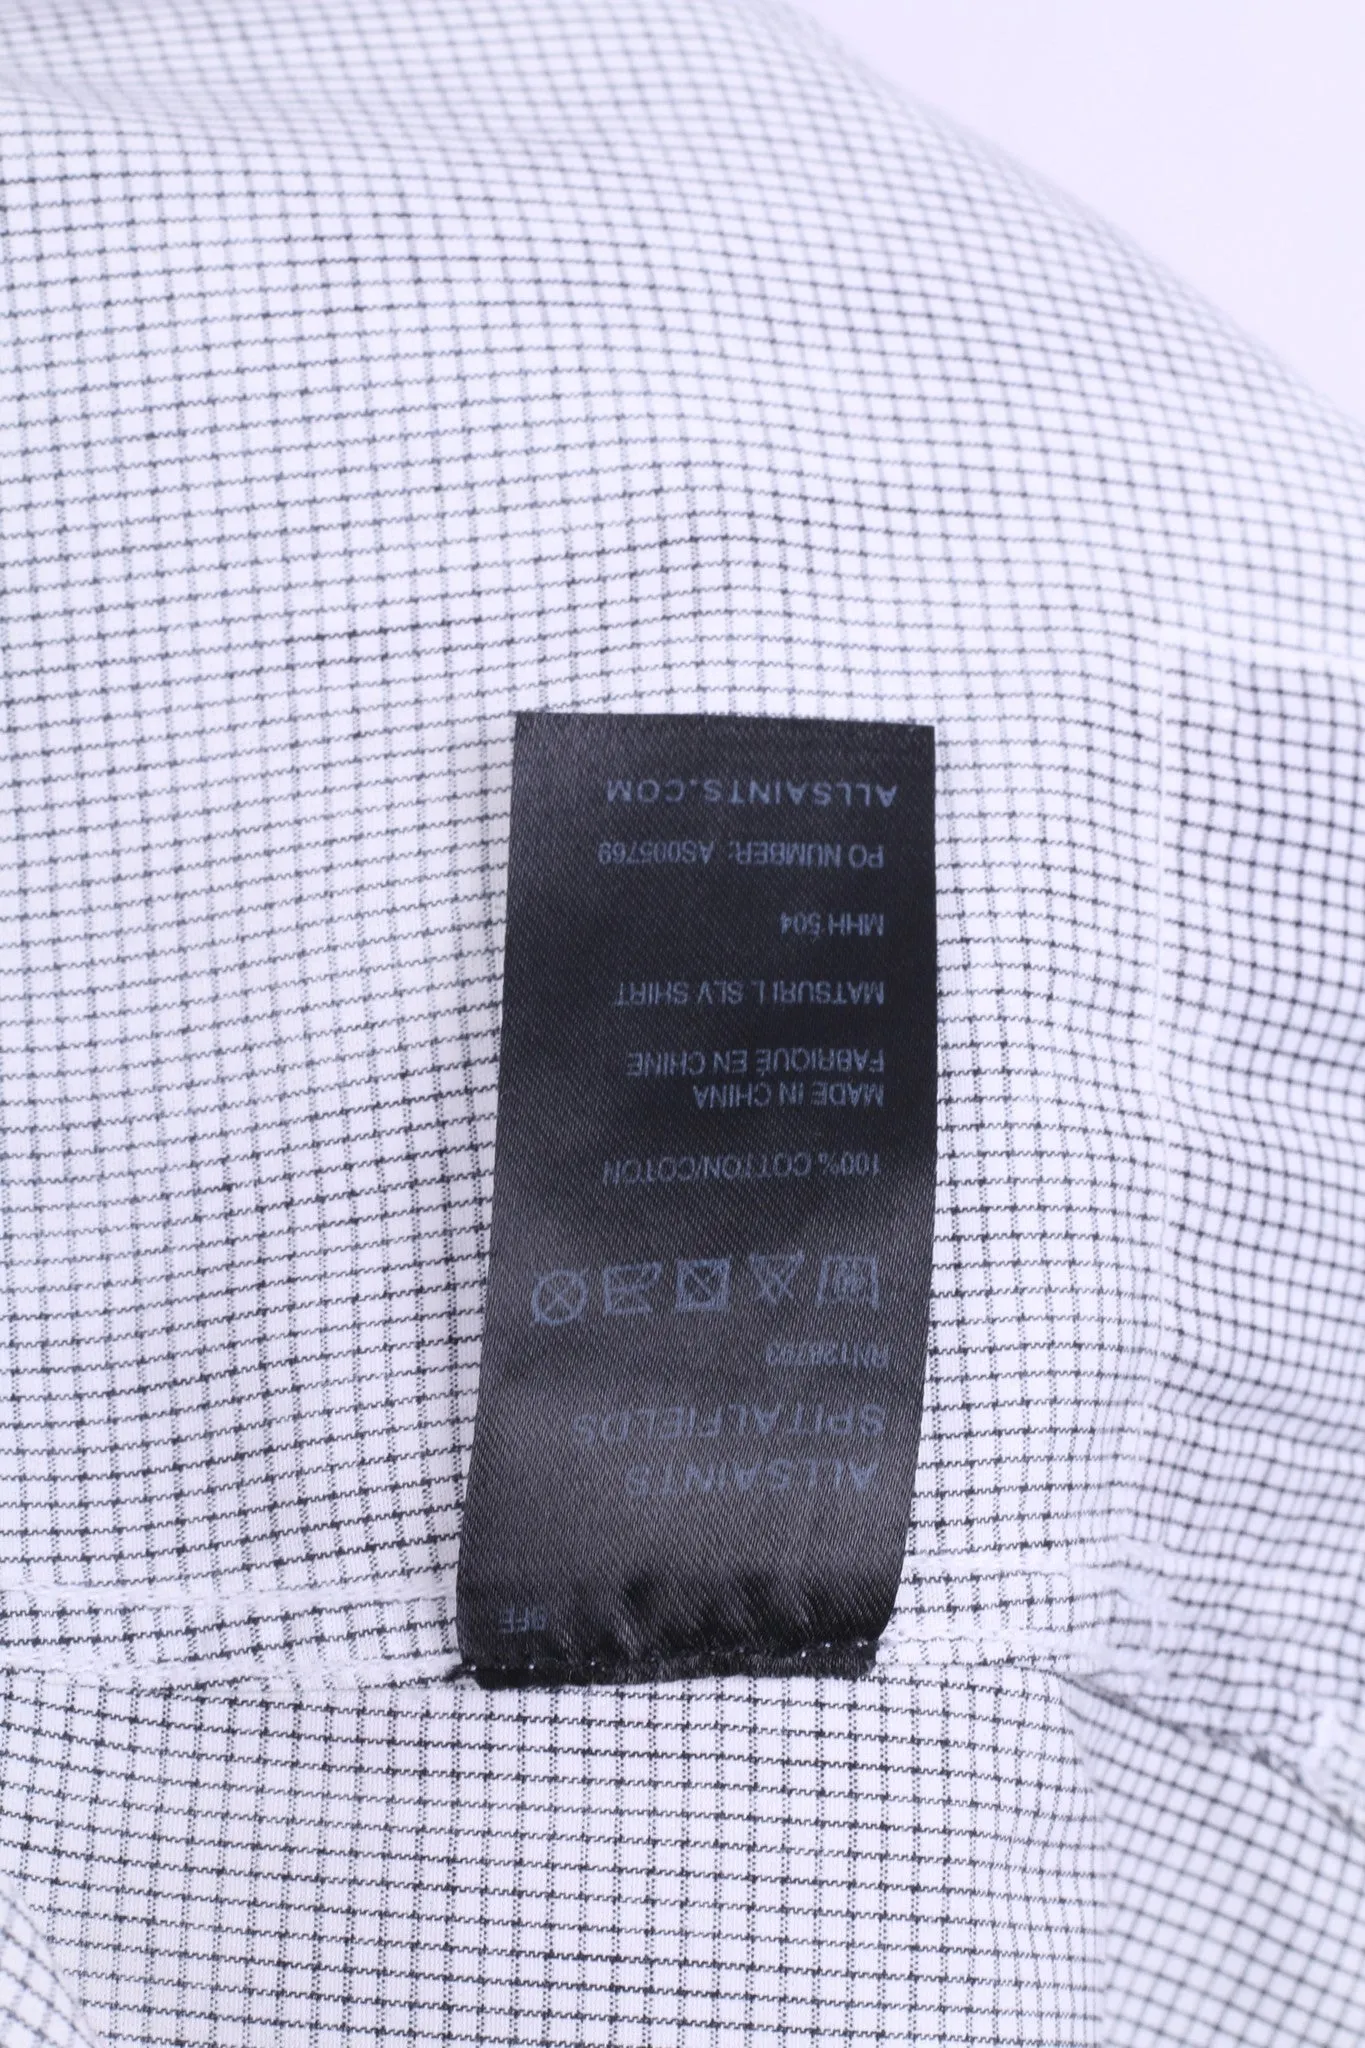 ALLSAINTS
SPITALFIELDS
100% COTTON/COTON
MADE IN CHINA
FABRIQUÉ EN CHINE
MATSURI L SLV SHIRT
MHH 504
PO NUMBER: AS005769
ALLSAINTS.COM